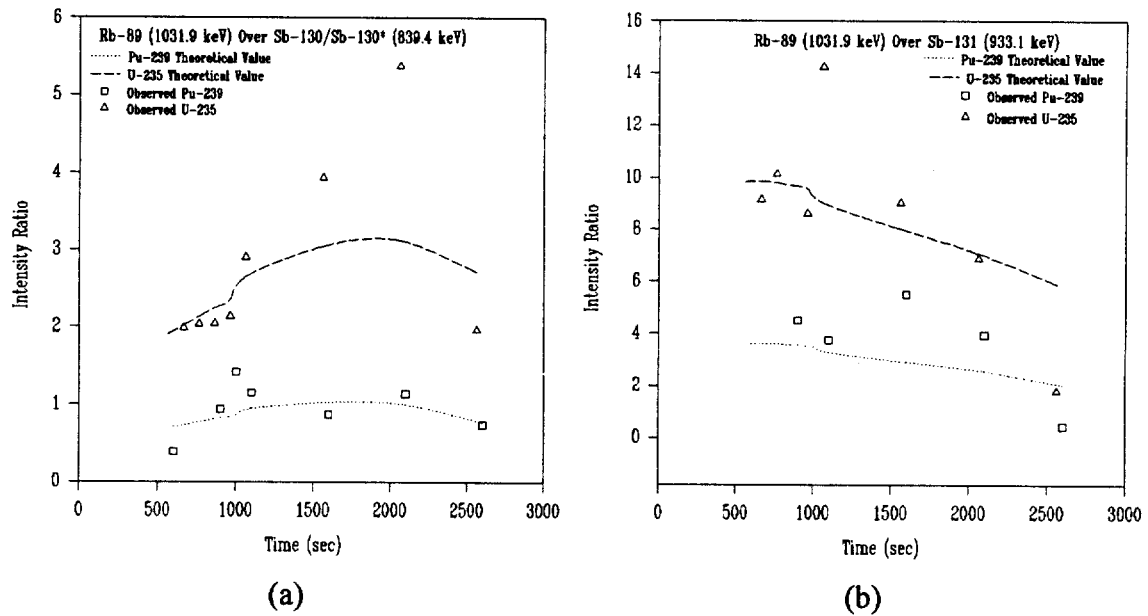 6
5
4
3
2
1
0
Intensity Ratio
Rb-89 (1031.9 keV) Over Sb-130/Sb-130* (839.4 keV)
Pu-239 Theoretical Value
U-235 Theoretical Value
Observed Pu-239
Observed U-235
0 500 1000 1500 2000 2500 3000
Time (sec)
(a)
16
14
12
10
8
6
4
2
0
Intensity Ratio
Rb-89 (1031.9 keV) Over Sb-131 (933.1 keV)
Pu-239 Theoretical Value
U-235 Theoretical Value
Observed Pu-239
Observed U-235
0 500 1000 1500 2000 2500 3000
Time (sec)
(b)